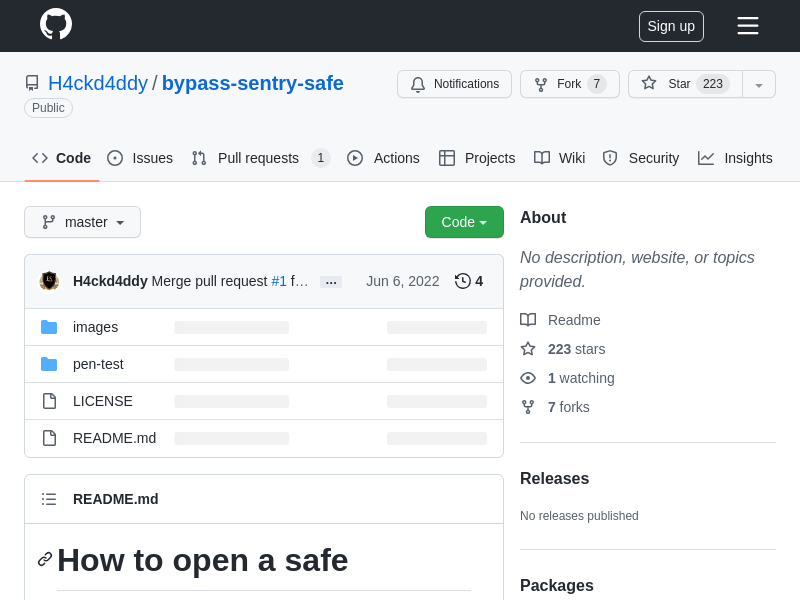 Sign up
H4ckd4ddy / bypass-sentry-safe
Public
Notifications
Fork 7
Star 223
Code
Issues
Pull requests 1
Actions
Projects
Wiki
Security
Insights
master
Code
H4ckd4ddy Merge pull request #1 f… … Jun 6, 2022 4
images
pen-test
LICENSE
README.md
README.md
How to open a safe
About
No description, website, or topics
provided.
Readme
223 stars
1 watching
7 forks
Releases
No releases published
Packages